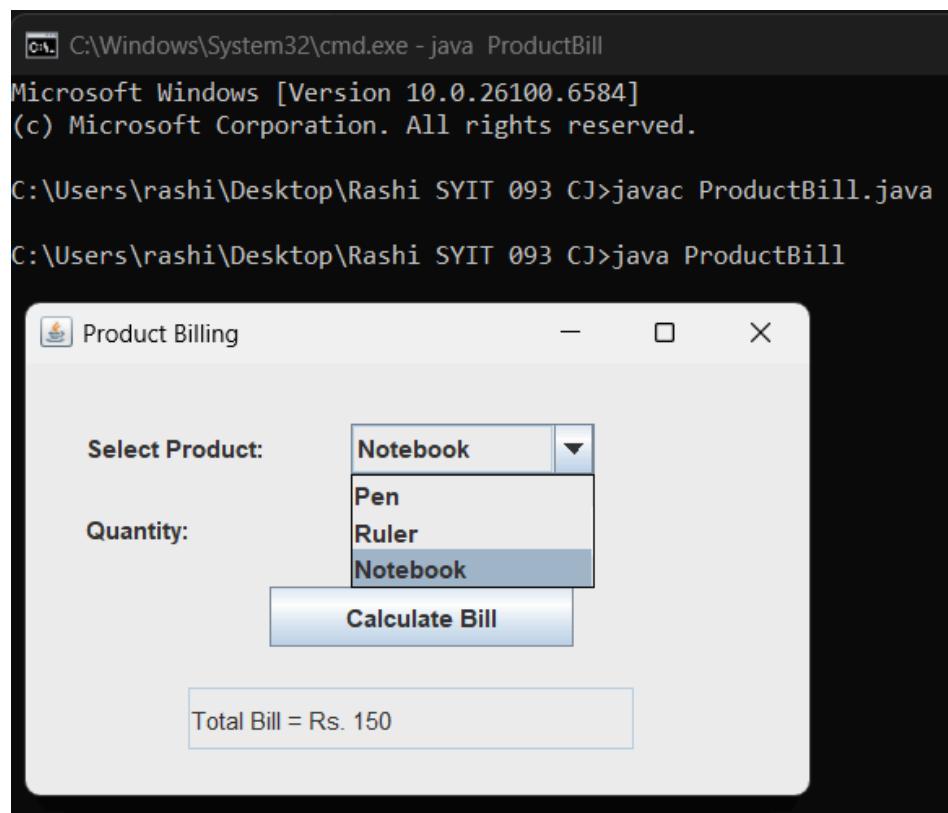 C:\Windows\System32\cmd.exe - java  ProductBill
Microsoft Windows [Version 10.0.26100.6584]
(c) Microsoft Corporation. All rights reserved.
C:\Users\rashi\Desktop\Rashi SYIT 093 CJ>javac ProductBill.java
C:\Users\rashi\Desktop\Rashi SYIT 093 CJ>java ProductBill
Product Billing
Select Product: Notebook
Pen
Quantity: Ruler
Notebook
Calculate Bill
Total Bill = Rs. 150